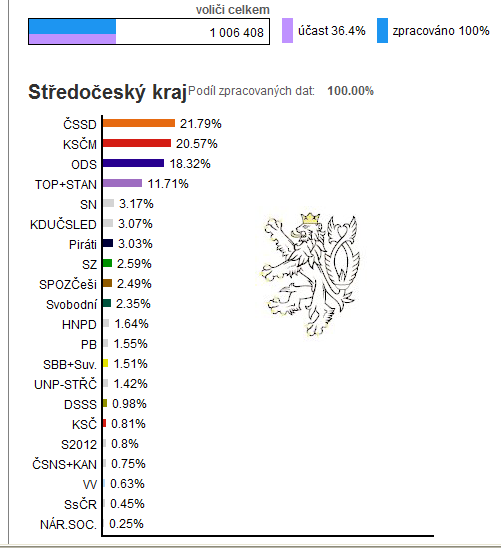 voliči celkem
1 006 408
účast 36.4%
zpracováno 100%
Středočeský kraj Podíl zpracovaných dat: 100.00%
ČSSD 21.79%
KSČM 20.57%
ODS 18.32%
TOP+STAN 11.71%
SN 3.17%
KDUČSLED 3.07%
Piráti 3.03%
SZ 2.59%
SPOZČeši 2.49%
Svobodní 2.35%
HNPD 1.64%
PB 1.55%
SBB+Suv. 1.51%
UNP-STŘČ 1.42%
DSSS 0.98%
KSČ 0.81%
S2012 0.8%
ČSNS+KAN 0.75%
VV 0.63%
SsČR 0.45%
NÁR.SOC. 0.25%